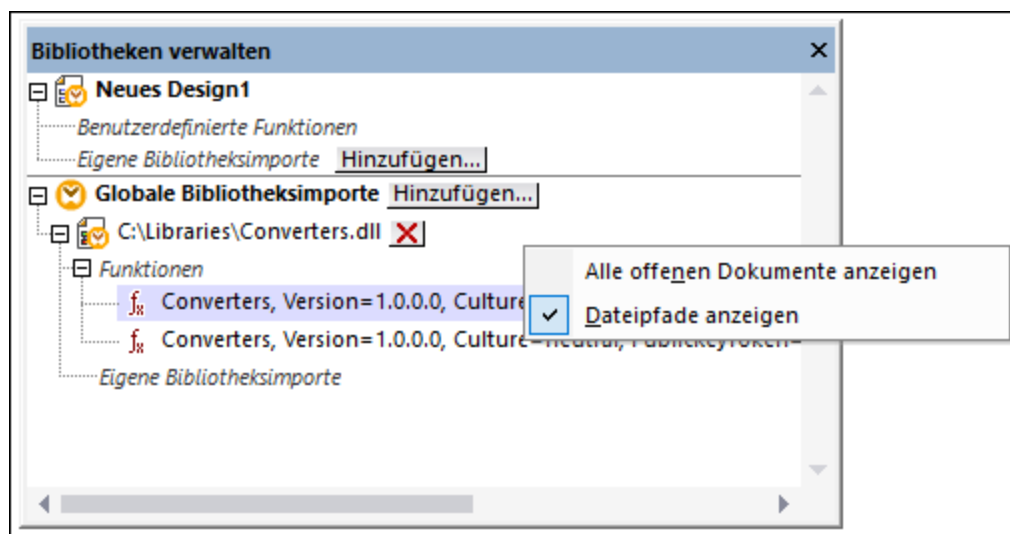 Bibliotheken verwalten
Neues Design1
Benutzerdefinierte Funktionen
Eigene Bibliotheksimporte Hinzufügen...
Globale Bibliotheksimporte Hinzufügen...
C:\Libraries\Converters.dll
Funktionen
Converters, Version=1.0.0.0, Culture
Converters, Version=1.0.0.0, Culture=neutral, PublicKeyToken=
Eigene Bibliotheksimporte
Alle offenen Dokumente anzeigen
Dateipfade anzeigen